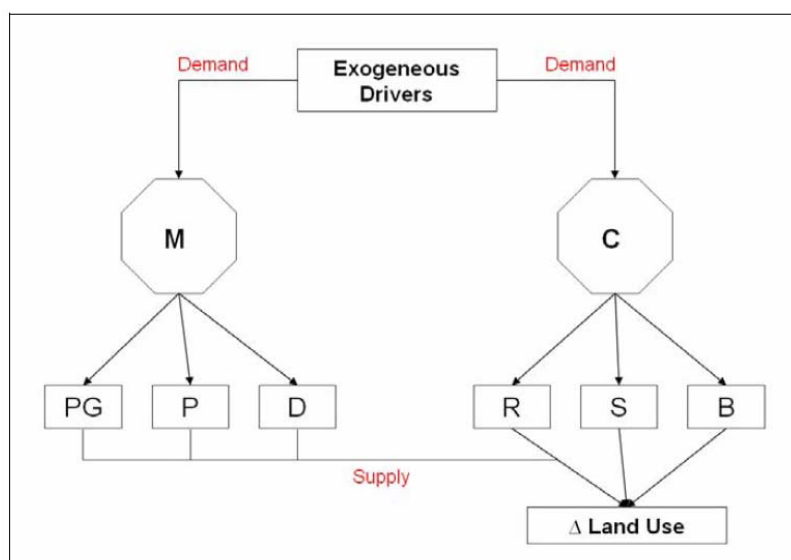 Demand
Exogeneous
Drivers
Demand
M
C
PG
P
D
R
S
B
Supply
Δ Land Use